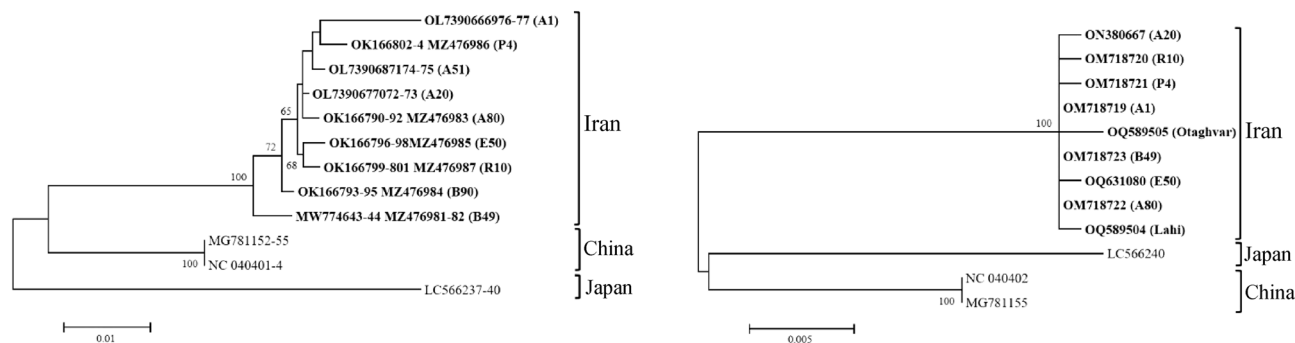 OL7390666976-77 (A1)
OK166802-4 MZ476986 (P4)
OL7390687174-75 (A51)
OL7390677072-73 (A20)
65
OK166790-92 MZ476983 (A80)
Iran
OK166796-98MZ476985 (E50)
72
68
OK166799-801 MZ476987 (R10)
100
OK166793-95 MZ476984 (B90)
MW774643-44 MZ476981-82 (B49)
MG781152-55
China
100
NC 040401-4
LC566237-40
Japan
0.01
ON380667 (A20)
OM718720 (R10)
OM718721 (P4)
OM718719 (A1)
100
OQ589505 (Otaghvar)
Iran
OM718723 (B49)
OQ631080 (E50)
OM718722 (A80)
OQ589504 (Lahi)
LC566240
Japan
NC 040402
China
100
MG781155
0.005